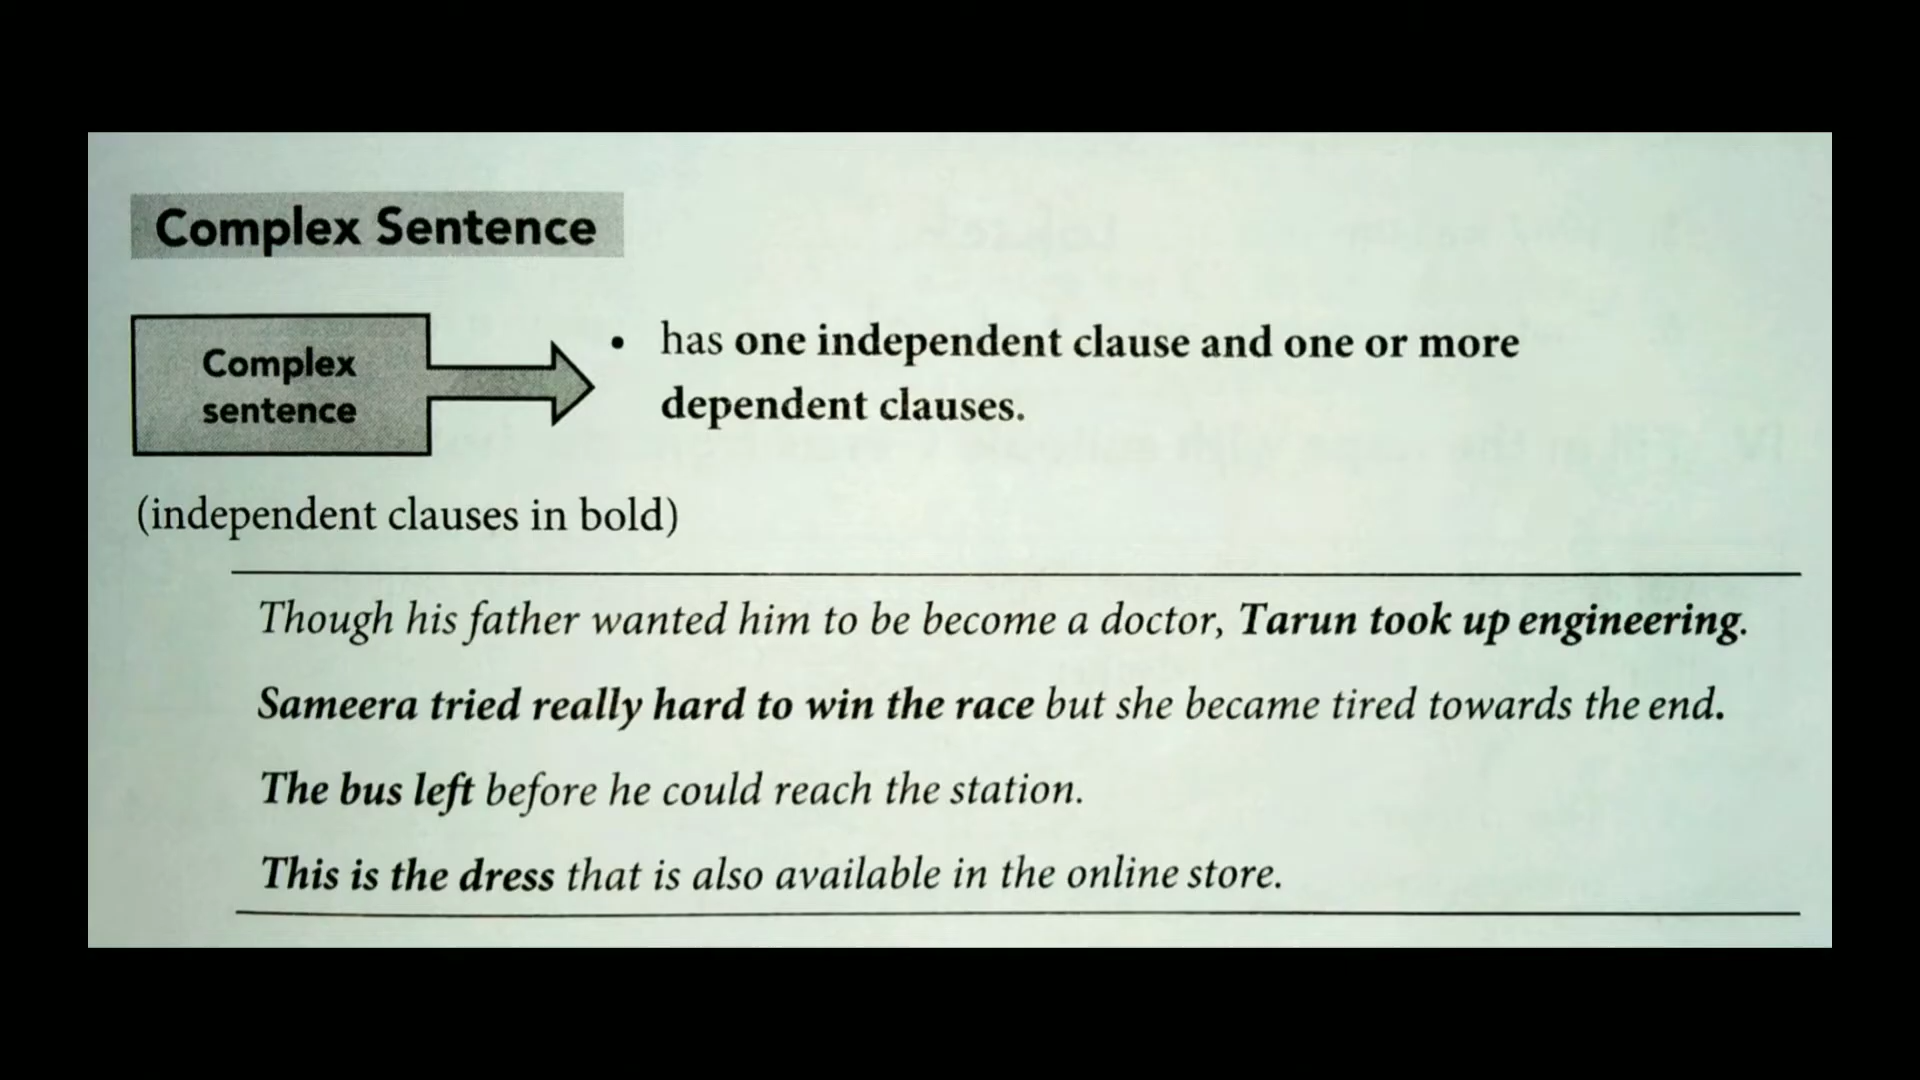 Complex Sentence
Complex
sentence
• has one independent clause and one or more
dependent clauses.
(independent clauses in bold)
Though his father wanted him to be become a doctor, Tarun took up engineering.
Sameera tried really hard to win the race but she became tired towards the end.
The bus left before he could reach the station.
This is the dress that is also available in the online store.